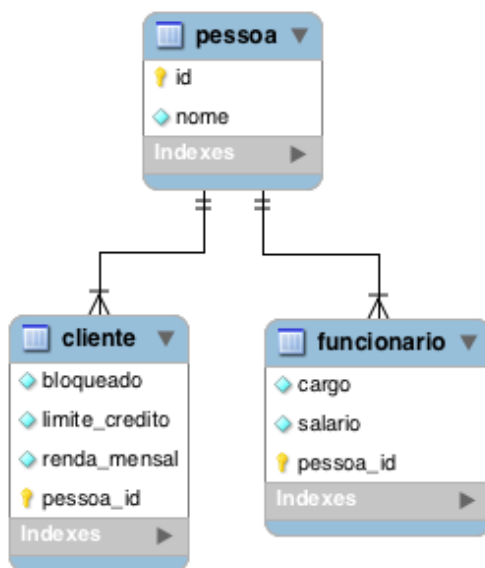 pessoa
id
nome
Indexes
cliente
bloqueado
limite_credito
renda_mensal
pessoa_id
Indexes
funcionario
cargo
salario
pessoa_id
Indexes